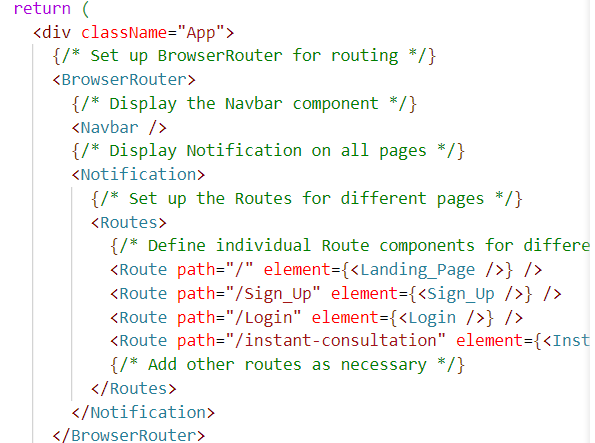 return (
<div className="App">
{/* Set up BrowserRouter for routing */}
<BrowserRouter>
{/* Display the Navbar component */}
<Navbar />
{/* Display Notification on all pages */}
<Notification>
{/* Set up the Routes for different pages */}
<Routes>
{/* Define individual Route components for differe
<Route path="/" element={<Landing_Page />} />
<Route path="/Sign_Up" element={<Sign_Up />} />
<Route path="/Login" element={<Login />} />
<Route path="/instant-consultation" element={<Inst
{/* Add other routes as necessary */}
</Routes>
</Notification>
</BrowserRouter>